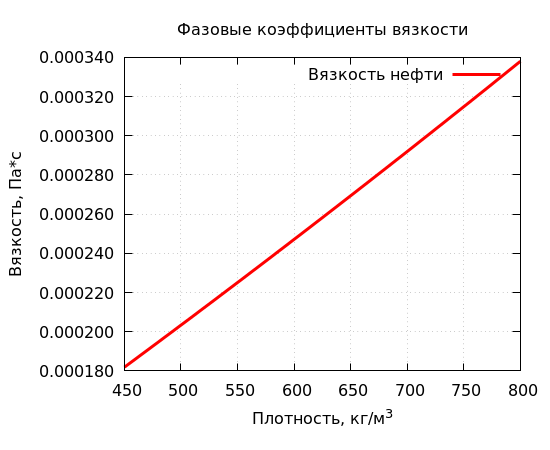 Фазовые коэффициенты вязкости
Вязкость нефти
Вязкость, Па*с
0.000340
0.000320
0.000300
0.000280
0.000260
0.000240
0.000220
0.000200
0.000180
450 500 550 600 650 700 750 800
Плотность, кг/м³